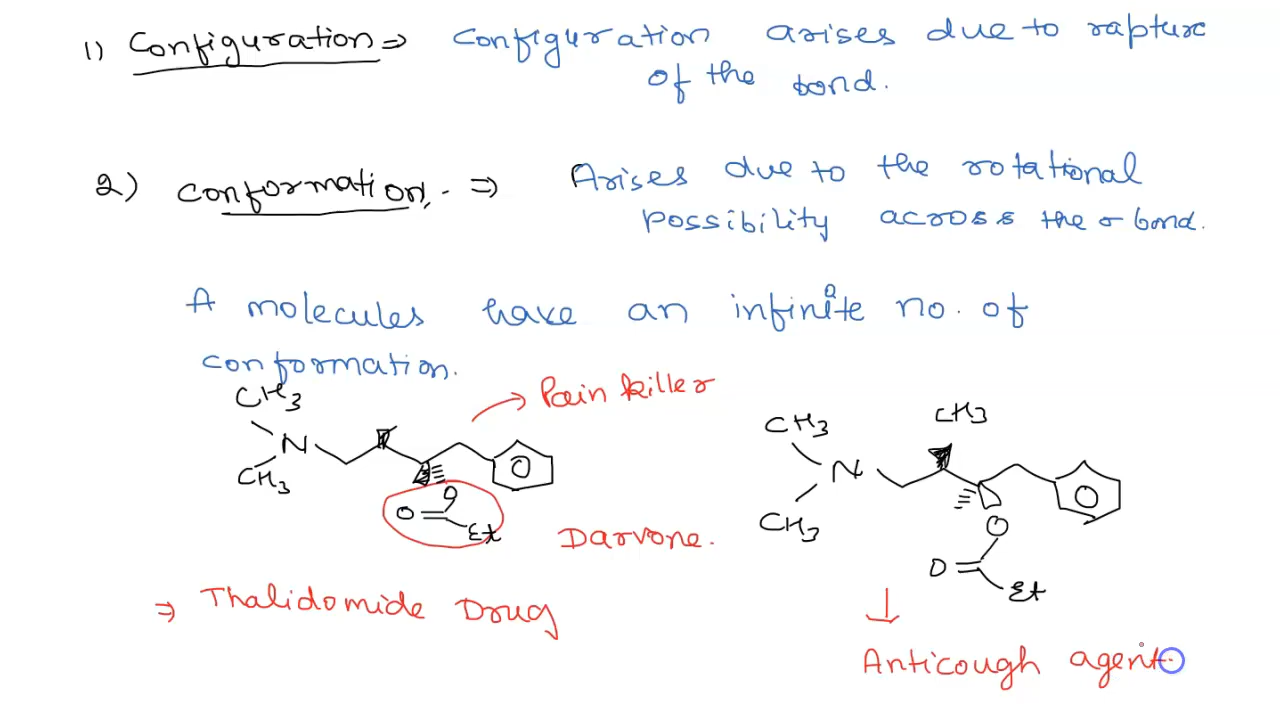 1) Configuration ⇒ Configuration arises due to rapture
of the bond.
2) Conformation. ⇒ Arises due to the rotational
possibility across the σ bond.
A molecules have an infinite no. of
conformation.
CH3
N
CH3
O
O
Et
→ Pain killer
Darvone.
CH3
CH3
N
CH3
O
O
Et
⇒ Thalidomide Drug
↓
Anticough agent